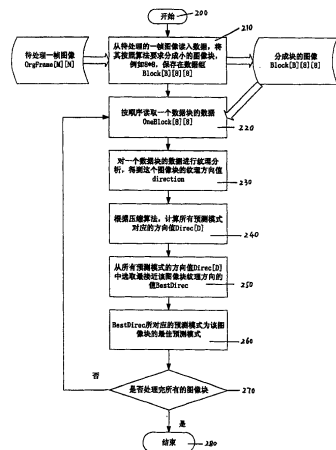 开始
200
210
待处理一帧图像
OrgFrame[M][N]
从待处理的一帧图像读入数据，将
其按照算法要求分成小的图像块，
例如8*8，保存在数据组
Block[B][8][8]
分成块的图像
Block[B][8][8]
按顺序读取一个数据块的数据
OneBlock[8][8]
220
对一个数据块的数据进行纹理分
析，得到这个图像块的纹理方向值
direction
230
根据压缩算法，计算所有预测模式
对应的方向值Direc[D]
240
从所有预测模式的方向值Direc[D]
中选取最接近该图像块纹理方向的
值BestDirec
250
BestDirec所对应的预测模式为该图
像块的最佳预测模式
260
否
是否处理完所有的图像块
270
是
结束
280